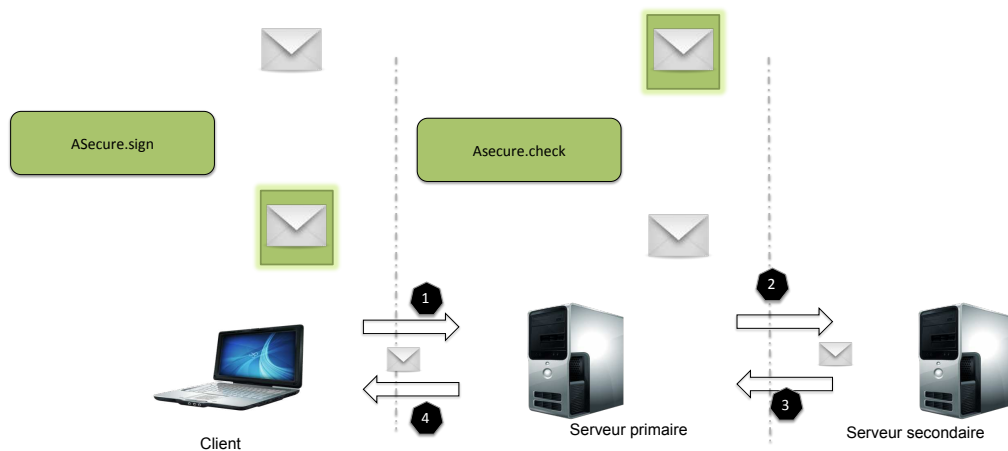 ASecure.sign
Asecure.check
1
2
4
3
Client
Serveur primaire
Serveur secondaire